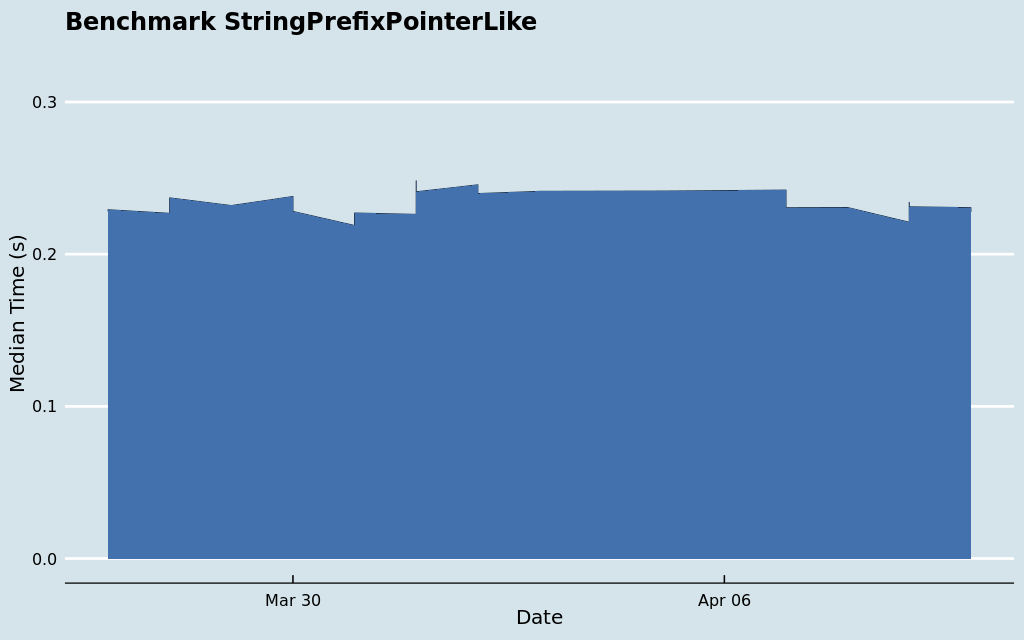 Benchmark StringPrefixPointerLike
0.3
0.2
0.1
0.0
Median Time (s)
Mar 30
Apr 06
Date